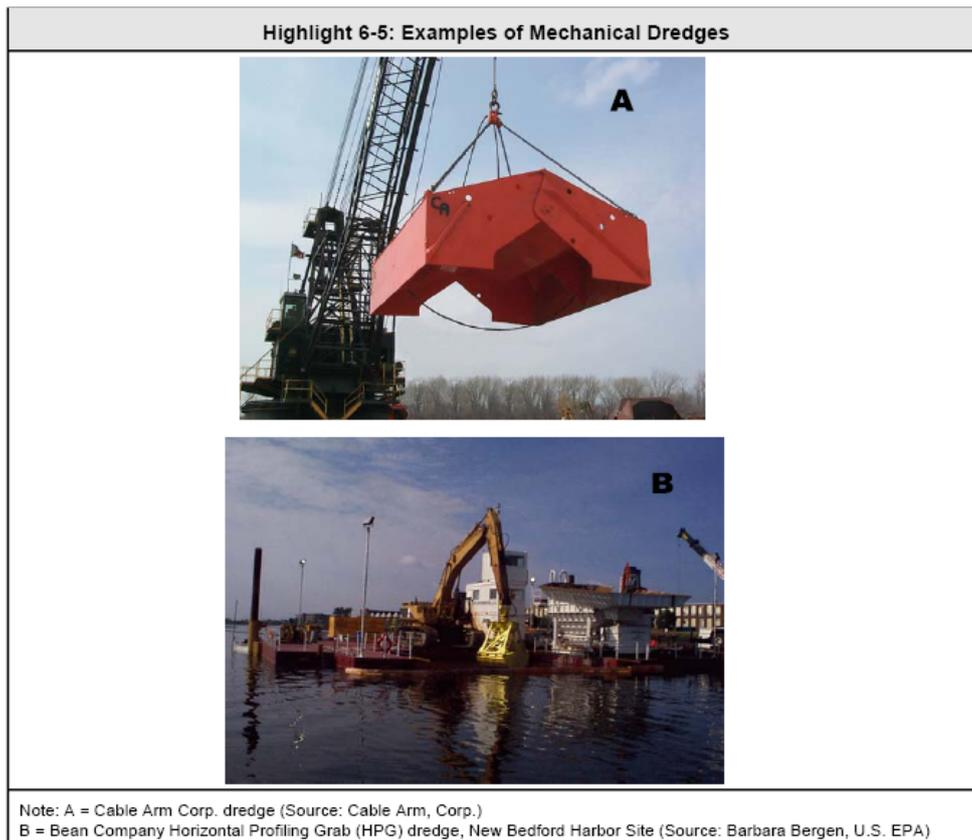 Highlight 6-5: Examples of Mechanical Dredges
A
CA
B
Note: A = Cable Arm Corp. dredge (Source: Cable Arm, Corp.)
B = Bean Company Horizontal Profiling Grab (HPG) dredge, New Bedford Harbor Site (Source: Barbara Bergen, U.S. EPA)